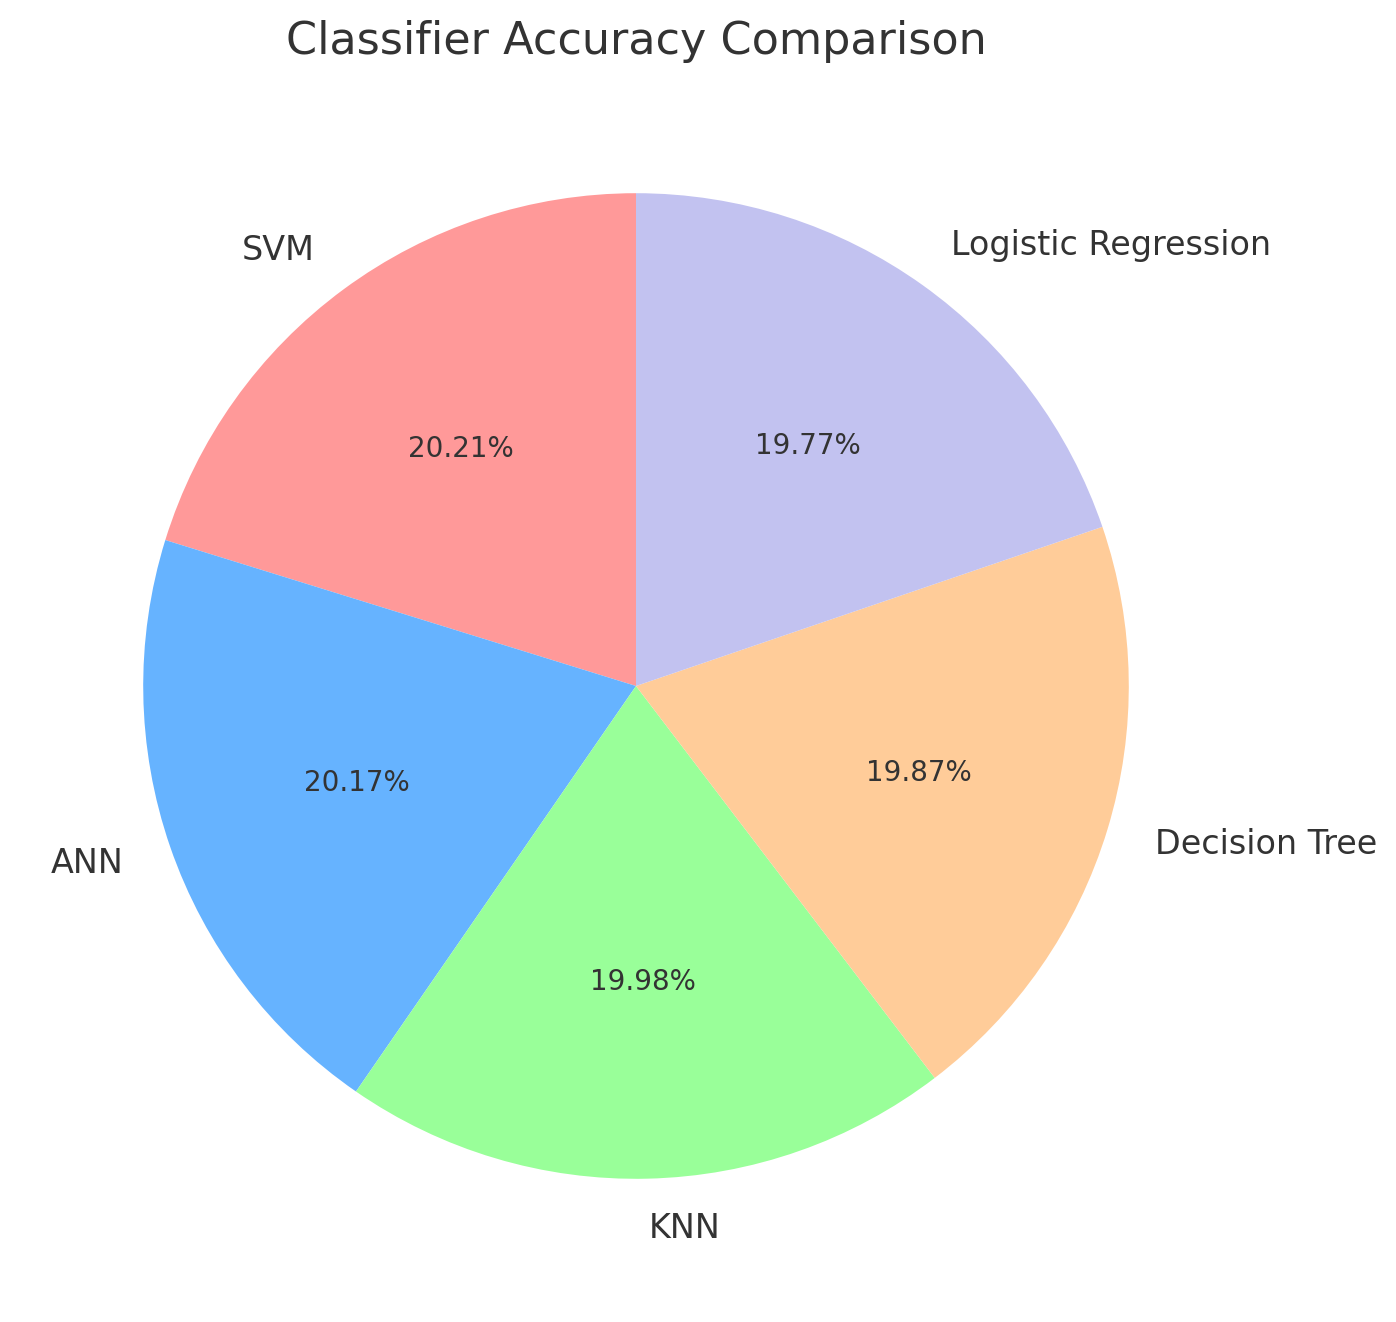 Classifier Accuracy Comparison
SVM
Logistic Regression
20.21%
19.77%
20.17%
19.87%
ANN
Decision Tree
19.98%
KNN